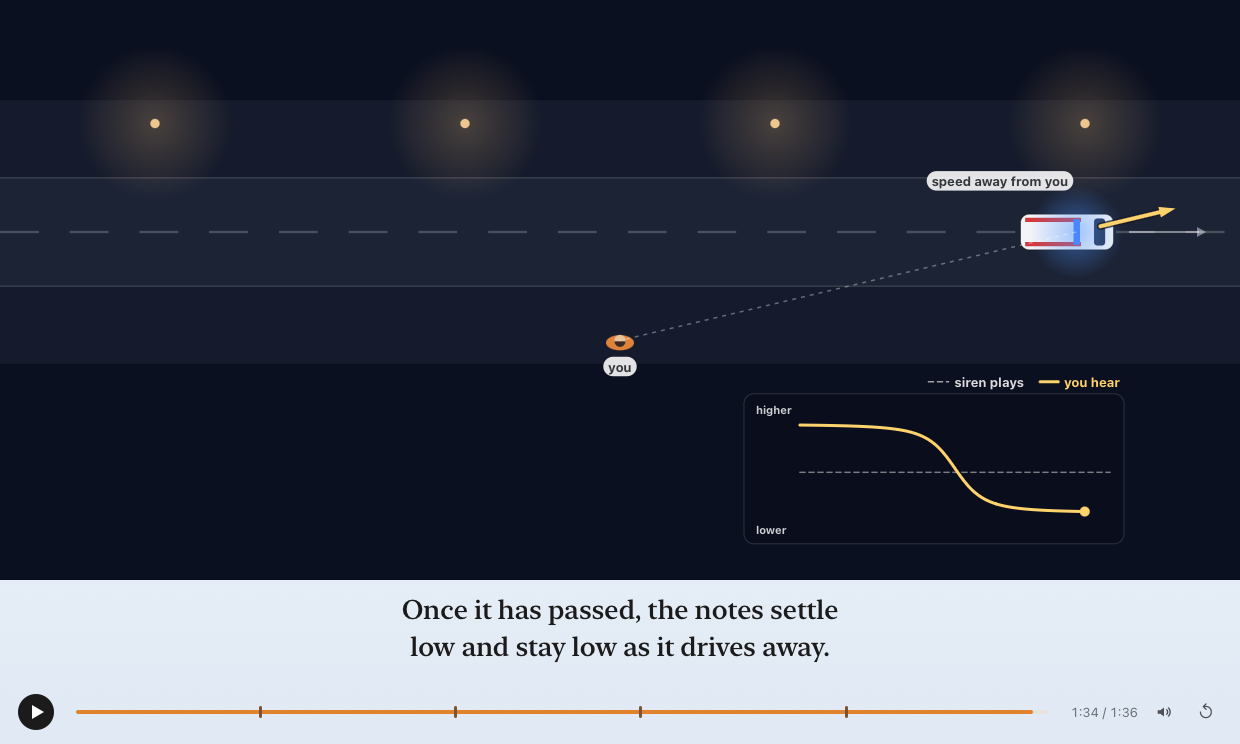 speed away from you
you
siren plays
you hear
higher
lower
Once it has passed, the notes settle
low and stay low as it drives away.
1:34 / 1:36